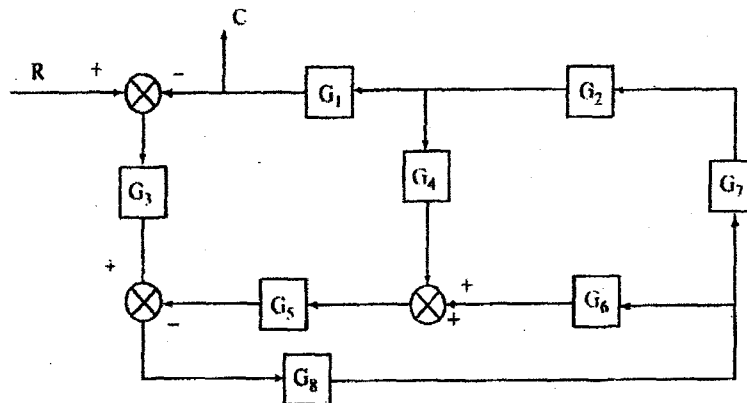 C
R + −
G₁
G₂
G₃
G₄
G₇
+
+
G₅
+
G₆
−
G₈